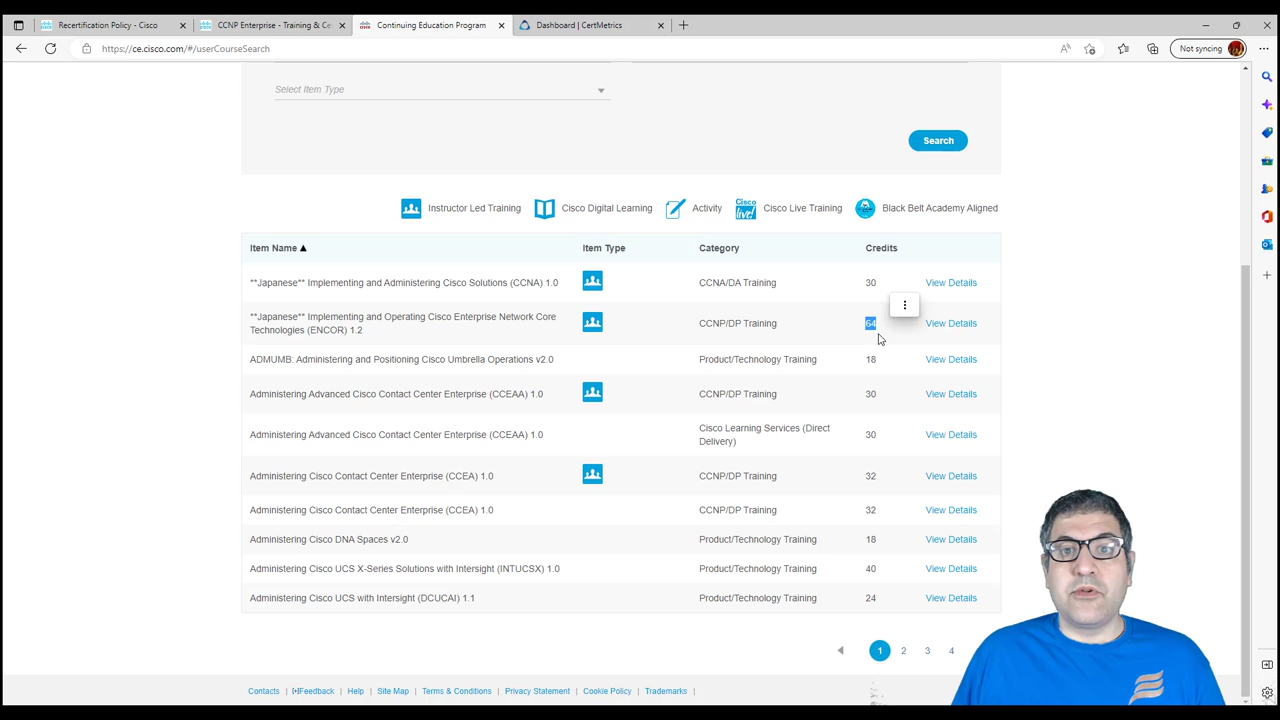 Recertification Policy - Cisco
CCNP Enterprise - Training & Ce
Continuing Education Program
Dashboard | CertMetrics
https://ce.cisco.com/#/userCourseSearch
Not syncing
Select Item Type
Search
Instructor Led Training
Cisco Digital Learning
Activity
Cisco Live Training
Black Belt Academy Aligned
Item Name ▲ Item Type Category Credits
**Japanese** Implementing and Administering Cisco Solutions (CCNA) 1.0 CCNA/DA Training 30 View Details
**Japanese** Implementing and Operating Cisco Enterprise Network Core
Technologies (ENCOR) 1.2 CCNP/DP Training 64 View Details
ADMUMB: Administering and Positioning Cisco Umbrella Operations v2.0 Product/Technology Training 18 View Details
Administering Advanced Cisco Contact Center Enterprise (CCEAA) 1.0 CCNP/DP Training 30 View Details
Administering Advanced Cisco Contact Center Enterprise (CCEAA) 1.0 Cisco Learning Services (Direct
Delivery) 30 View Details
Administering Cisco Contact Center Enterprise (CCEA) 1.0 CCNP/DP Training 32 View Details
Administering Cisco Contact Center Enterprise (CCEA) 1.0 CCNP/DP Training 32 View Details
Administering Cisco DNA Spaces v2.0 Product/Technology Training 18 View Details
Administering Cisco UCS X-Series Solutions with Intersight (INTUCSX) 1.0 Product/Technology Training 40 View Details
Administering Cisco UCS with Intersight (DCUCAI) 1.1 Product/Technology Training 24 View Details
1 2 3 4
Contacts | [+]Feedback | Help | Site Map | Terms & Conditions | Privacy Statement | Cookie Policy | Trademarks |